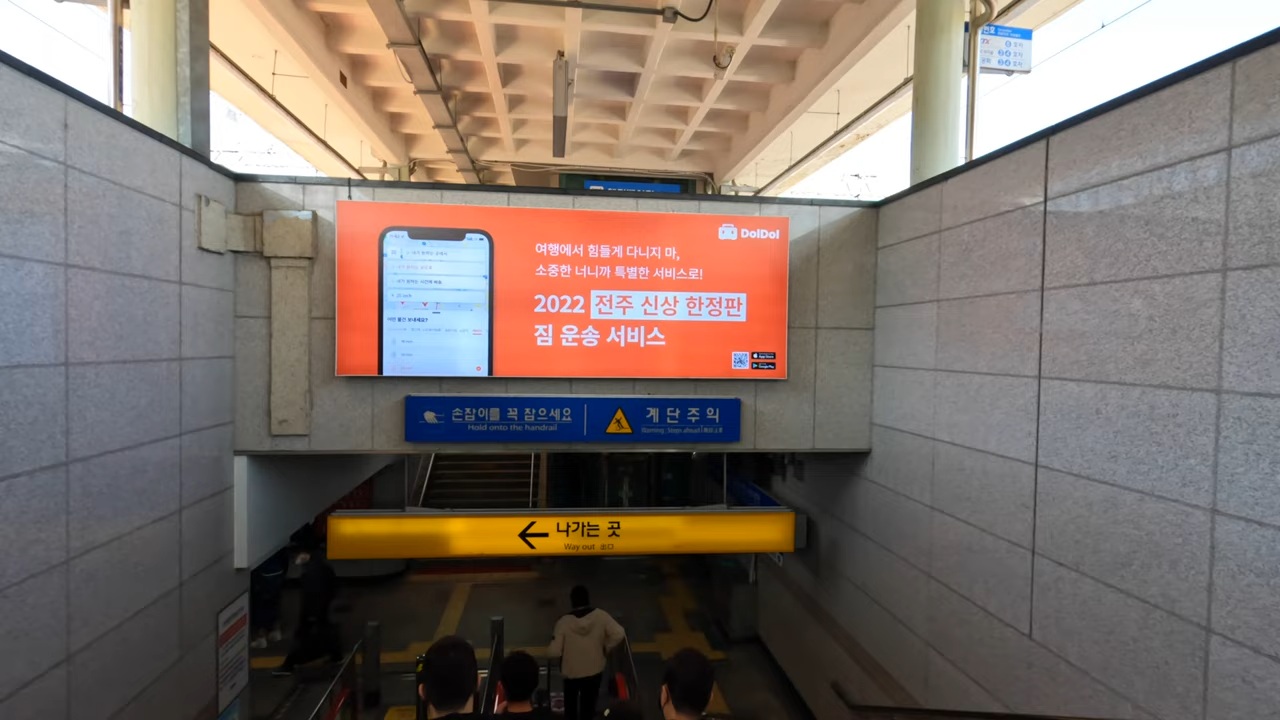 DolDol
여행에서 힘들게 다니지 마,
소중한 너니까 특별한 서비스로!
2022 전주 신상 한정판
짐 운송 서비스
손잡이를 꼭 잡으세요
Hold onto the handrail
계단주의
나가는 곳
Way out 出口